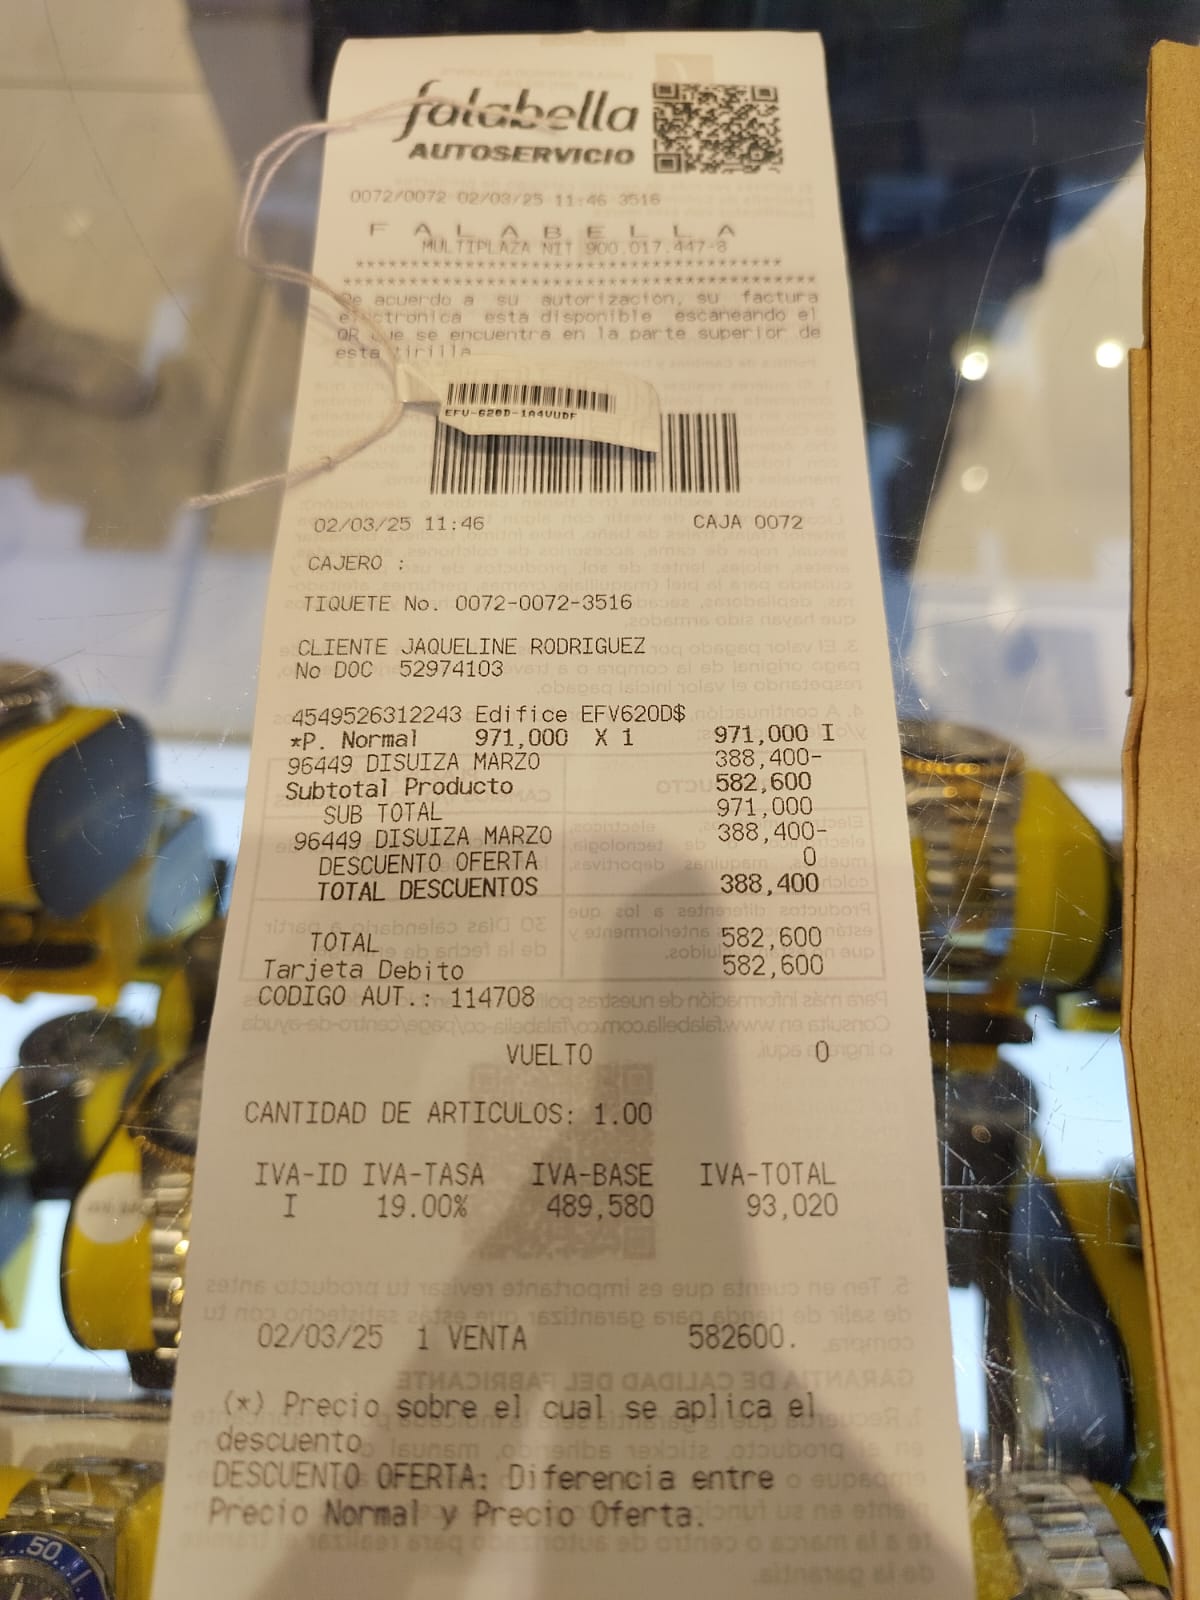 falabella
AUTOSERVICIO
0072/0072 02/03/25 11:46 3516
F A L A B E L L A
MULTIPLAZA NIT 900.017.447-8
******************************************
******************************************
De acuerdo a su autorizacion, su factura
electronica esta disponible escaneando el
QR que se encuentra en la parte superior de
esta tirilla
EFV-620D-1A4VUDF
02/03/25 11:46 CAJA 0072
CAJERO :
TIQUETE No. 0072-0072-3516
CLIENTE JAQUELINE RODRIGUEZ
No DOC 52974103
4549526312243 Edifice EFV620D$
*P. Normal 971,000 X 1 971,000 I
96449 DISUIZA MARZO 388,400-
Subtotal Producto 582,600
SUB TOTAL 971,000
96449 DISUIZA MARZO 388,400-
DESCUENTO OFERTA 0
TOTAL DESCUENTOS 388,400
TOTAL 582,600
Tarjeta Debito 582,600
CODIGO AUT.: 114708
VUELTO 0
CANTIDAD DE ARTICULOS: 1.00
IVA-ID IVA-TASA IVA-BASE IVA-TOTAL
I 19.00% 489,580 93,020
02/03/25 1 VENTA 582600.
(*) Precio sobre el cual se aplica el
descuento
DESCUENTO OFERTA: Diferencia entre
Precio Normal y Precio Oferta.
50